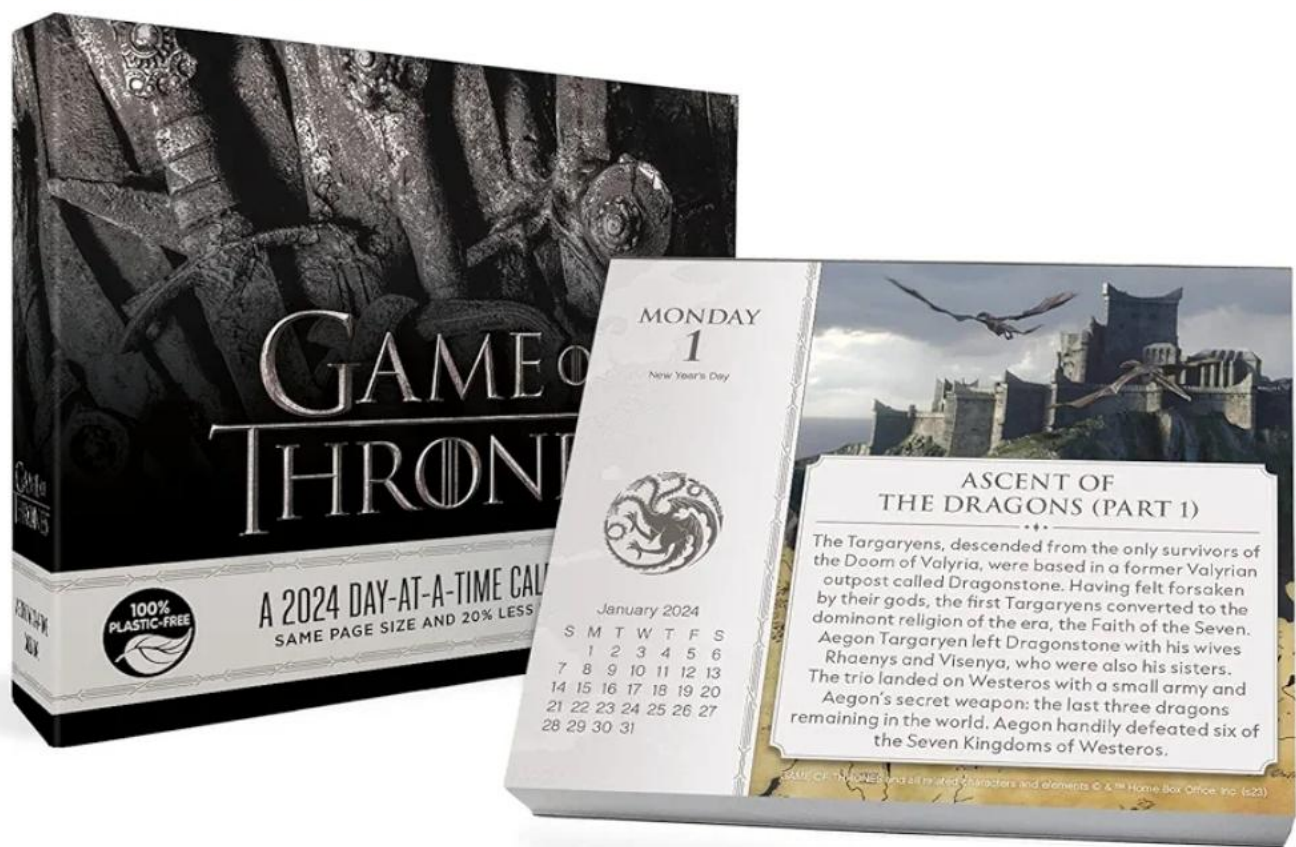 GAME OF
THRONES
GAME OF
THRONES
100%
PLASTIC-FREE
A 2024 DAY-AT-A-TIME
SAME PAGE SIZE AND 20% LESS
MONDAY
1
New Year's Day
January 2024
S M T W T F S
1 2 3 4 5 6
7 8 9 10 11 12 13
14 15 16 17 18 19 20
21 22 23 24 25 26 27
28 29 30 31
ASCENT OF
THE DRAGONS (PART 1)
The Targaryens, descended from the only survivors of
the Doom of Valyria, were based in a former Valyrian
outpost called Dragonstone. Having felt forsaken
by their gods, the first Targaryens converted to the
dominant religion of the era, the Faith of the Seven.
Aegon Targaryen left Dragonstone with his wives
Rhaenys and Visenya, who were also his sisters.
The trio landed on Westeros with a small army and
Aegon's secret weapon: the last three dragons
remaining in the world. Aegon handily defeated six of
the Seven Kingdoms of Westeros.
GAME OF THRONES and all related characters and elements © & ™ Home Box Office, Inc. (s23)